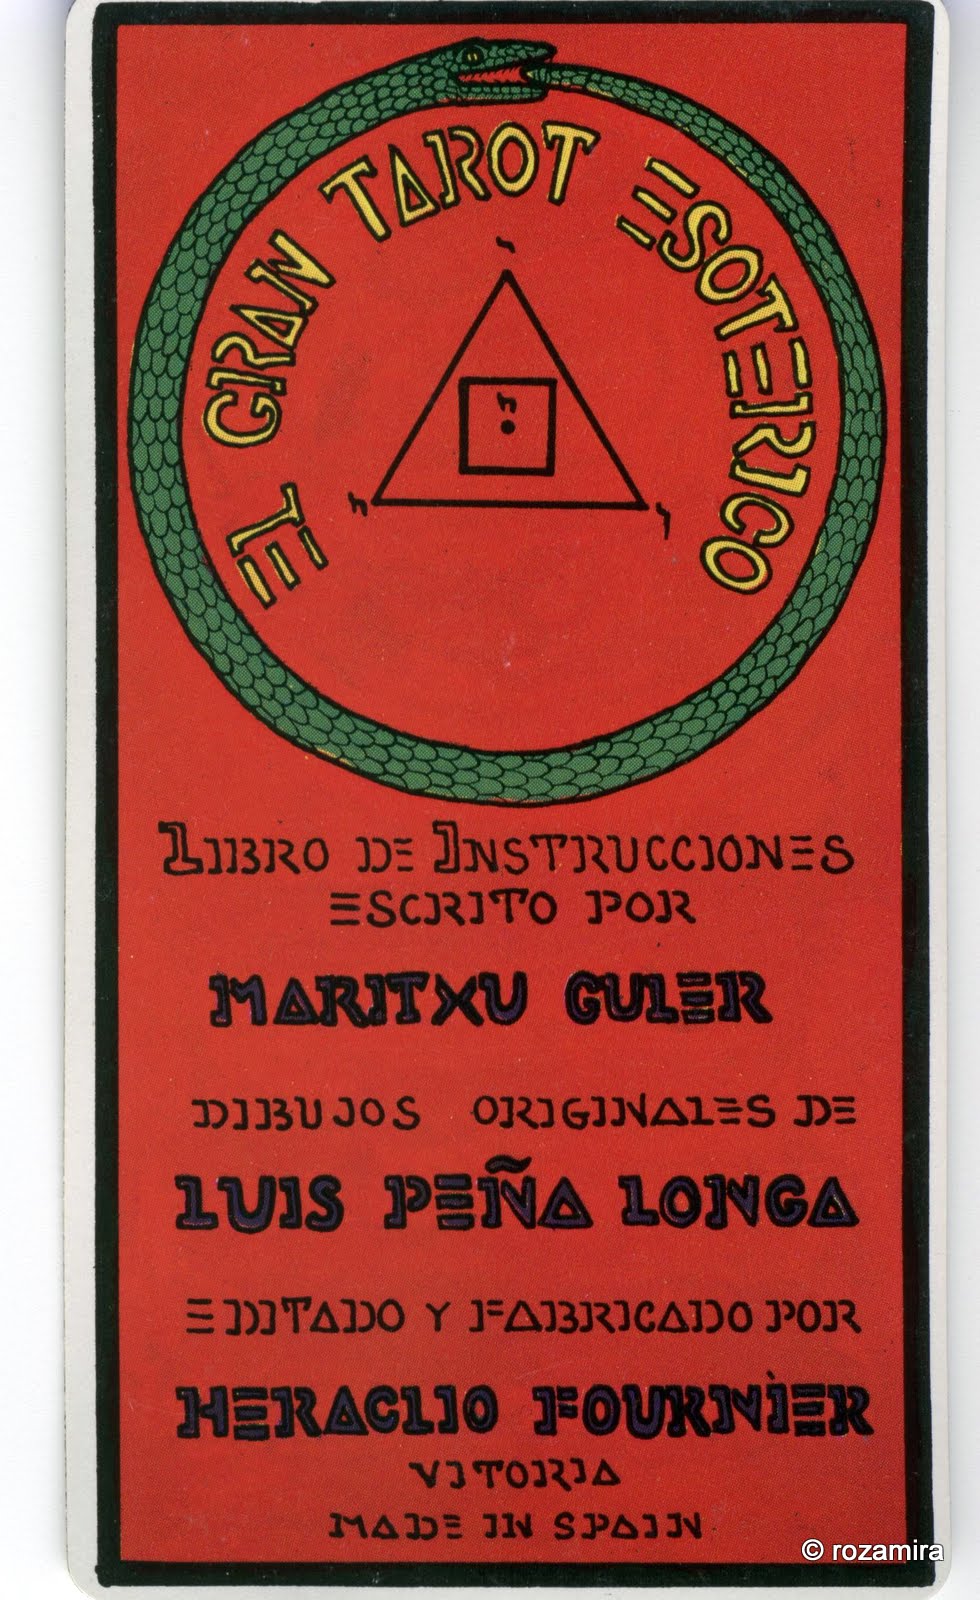 EL GRAN TAROT ESOTERICO
י
ה
ה
ו
LIBRO DE INSTRUCCIONES
ESCRITO POR
MARITXU GULER
DIBUJOS ORIGINALES DE
LUIS PEÑA LONGA
EDITADO Y FABRICADO POR
HERACLIO FOURNÌER
VITORIA
MADE IN SPAIN
© rozamira